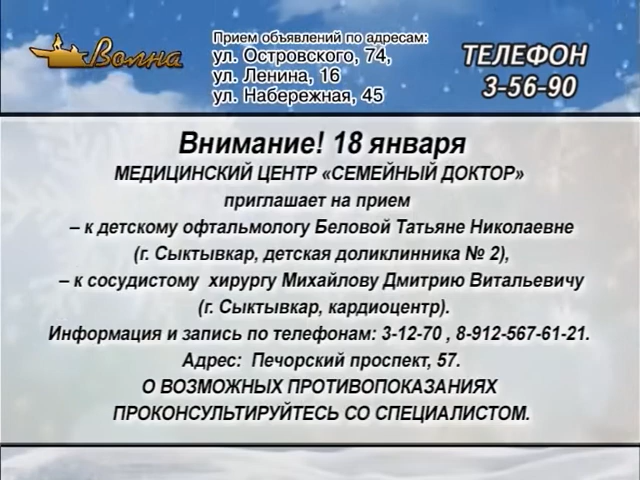 Волна
Прием объявлений по адресам:
ул. Островского, 74,
ул. Ленина, 16
ул. Набережная, 45
ТЕЛЕФОН
3-56-90
Внимание! 18 января
МЕДИЦИНСКИЙ ЦЕНТР «СЕМЕЙНЫЙ ДОКТОР»
приглашает на прием
– к детскому офтальмологу Беловой Татьяне Николаевне
(г. Сыктывкар, детская доликлинника № 2),
– к сосудистому хирургу Михайлову Дмитрию Витальевичу
(г. Сыктывкар, кардиоцентр).
Информация и запись по телефонам: 3-12-70 , 8-912-567-61-21.
Адрес: Печорский проспект, 57.
О ВОЗМОЖНЫХ ПРОТИВОПОКАЗАНИЯХ
ПРОКОНСУЛЬТИРУЙТЕСЬ СО СПЕЦИАЛИСТОМ.